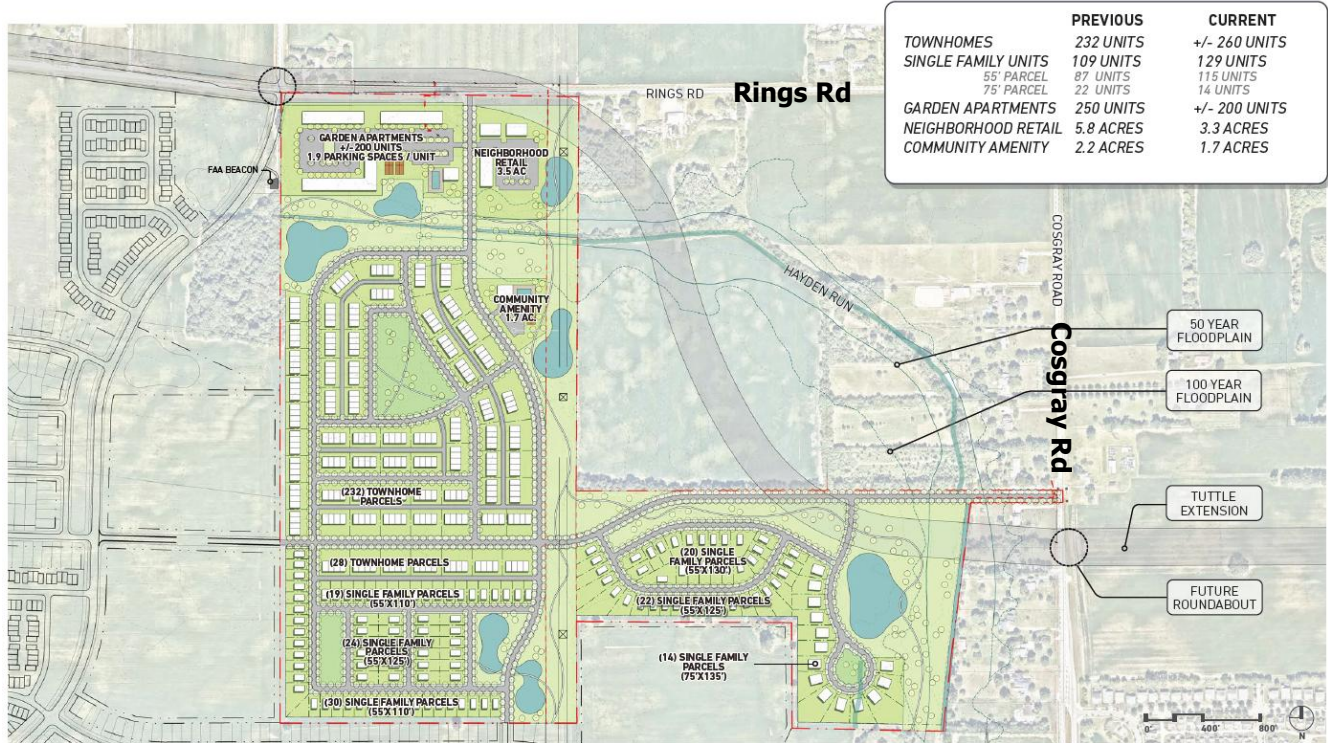 PREVIOUS CURRENT
TOWNHOMES 232 UNITS +/- 260 UNITS
SINGLE FAMILY UNITS 109 UNITS 129 UNITS
55' PARCEL 87 UNITS 115 UNITS
75' PARCEL 22 UNITS 14 UNITS
GARDEN APARTMENTS 250 UNITS +/- 200 UNITS
NEIGHBORHOOD RETAIL 5.8 ACRES 3.3 ACRES
COMMUNITY AMENITY 2.2 ACRES 1.7 ACRES
RINGS RD
Rings Rd
GARDEN APARTMENTS
+/-200 UNITS
1.9 PARKING SPACES / UNIT
NEIGHBORHOOD
RETAIL
3.5 AC
FAA BEACON
COSGRAY ROAD
HAYDEN RUN
COMMUNITY
AMENITY
1.7 AC.
50 YEAR
FLOODPLAIN
Cosgray Rd
100 YEAR
FLOODPLAIN
(232) TOWNHOME
PARCELS
TUTTLE
EXTENSION
(28) TOWNHOME PARCELS
(20) SINGLE
FAMILY PARCELS
(55'X130')
(19) SINGLE FAMILY PARCELS
(55'X110')
(22) SINGLE FAMILY PARCELS
(55'X125')
FUTURE
ROUNDABOUT
(24) SINGLE FAMILY
PARCELS
(55'X125')
(14) SINGLE FAMILY
PARCELS
(75'X135')
(30) SINGLE FAMILY PARCELS
(55'X110')
0' 400' 800'
N